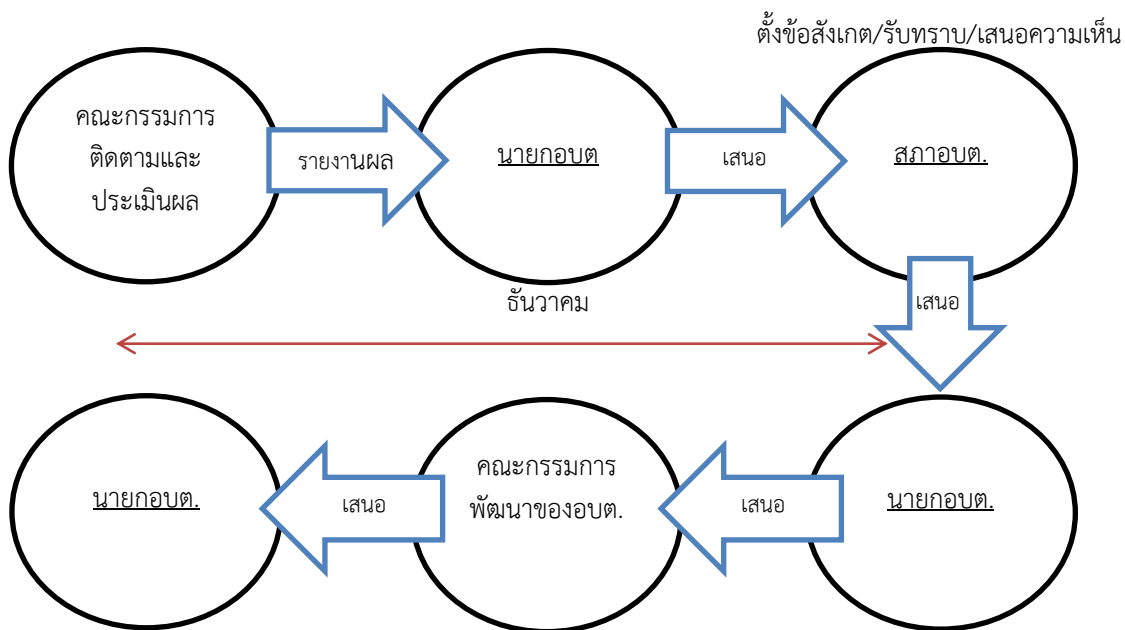 ตั้งข้อสังเกต/รับทราบ/เสนอความเห็น
คณะกรรมการ
ติดตามและ
ประเมินผล
รายงานผล
นายกอบต
เสนอ
สภาอบต.
เสนอ
ธันวาคม
นายกอบต.
เสนอ
คณะกรรมการ
พัฒนาของอบต.
เสนอ
นายกอบต.